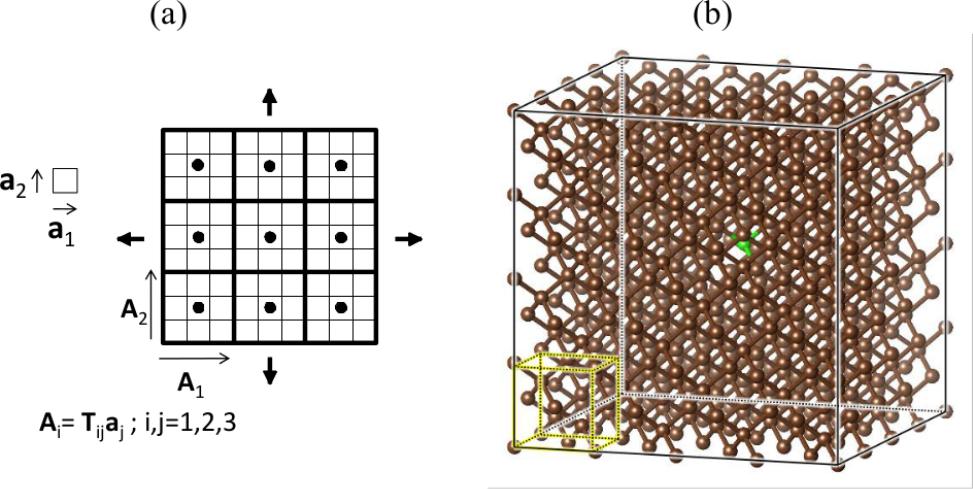 (a)
(b)
a2
a1
A2
A1
Ai= Tijaj ; i,j=1,2,3